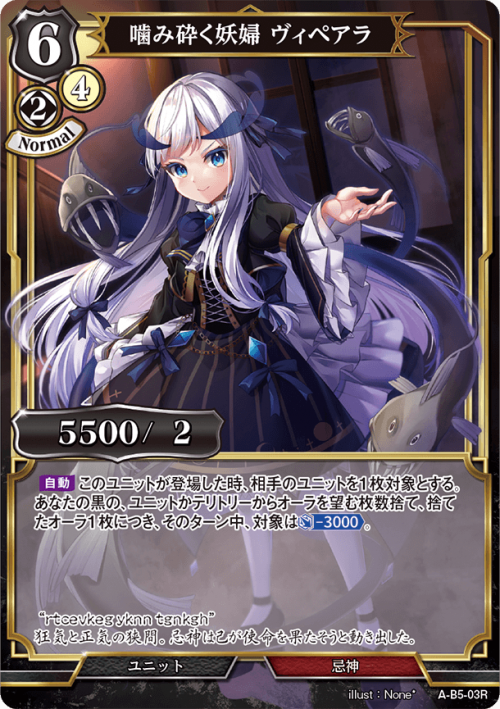 6
噛み砕く妖婦 ヴィペアラ
2
4
Normal
5500/ 2
自動 このユニットが登場した時、相手のユニットを1枚対象とする。
あなたの黒の、ユニットかテリトリーからオーラを望む枚数捨て、捨て
たオーラ1枚につき、そのターン中、対象は-3000。
“rtcavkcg yknn tgnkgh”
狂気と正気の狭間。忌神は己が使命を果たそうと動き出した。
ユニット
忌神
illust：None*
A-B5-03R